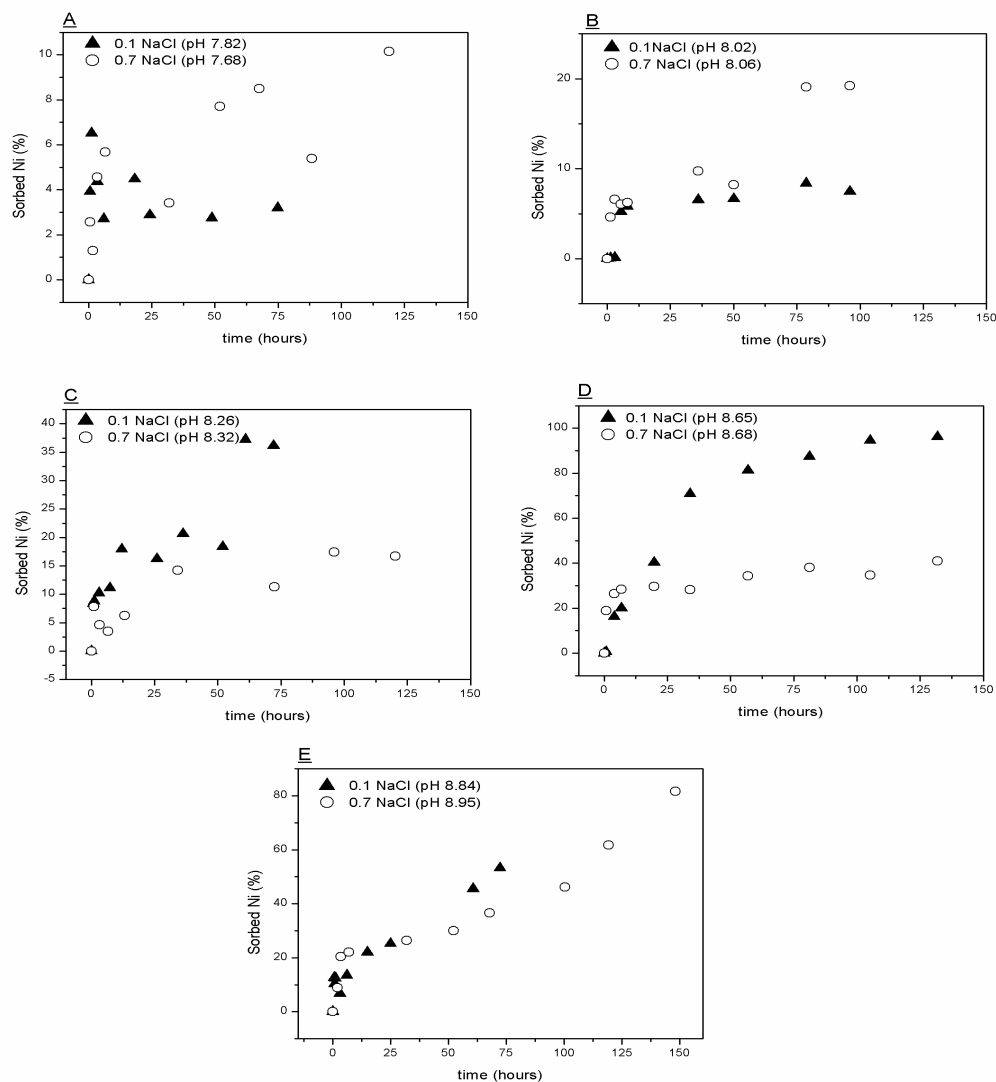 A
0.1 NaCl (pH 7.82)
0.7 NaCl (pH 7.68)
Sorbed Ni (%)
10
8
6
4
2
0
0 25 50 75 100 125 150
time (hours)
B
0.1NaCl (pH 8.02)
0.7 NaCl (pH 8.06)
Sorbed Ni (%)
20
10
0
0 25 50 75 100 125 150
time (hours)
C
0.1 NaCl (pH 8.26)
0.7 NaCl (pH 8.32)
Sorbed Ni (%)
40
35
30
25
20
15
10
5
0
-5
0 25 50 75 100 125 150
time (hours)
D
0.1 NaCl (pH 8.65)
0.7 NaCl (pH 8.68)
Sorbed Ni (%)
100
80
60
40
20
0
0 25 50 75 100 125 150
time (hours)
E
0.1 NaCl (pH 8.84)
0.7 NaCl (pH 8.95)
Sorbed Ni (%)
80
60
40
20
0
0 25 50 75 100 125 150
time (hours)